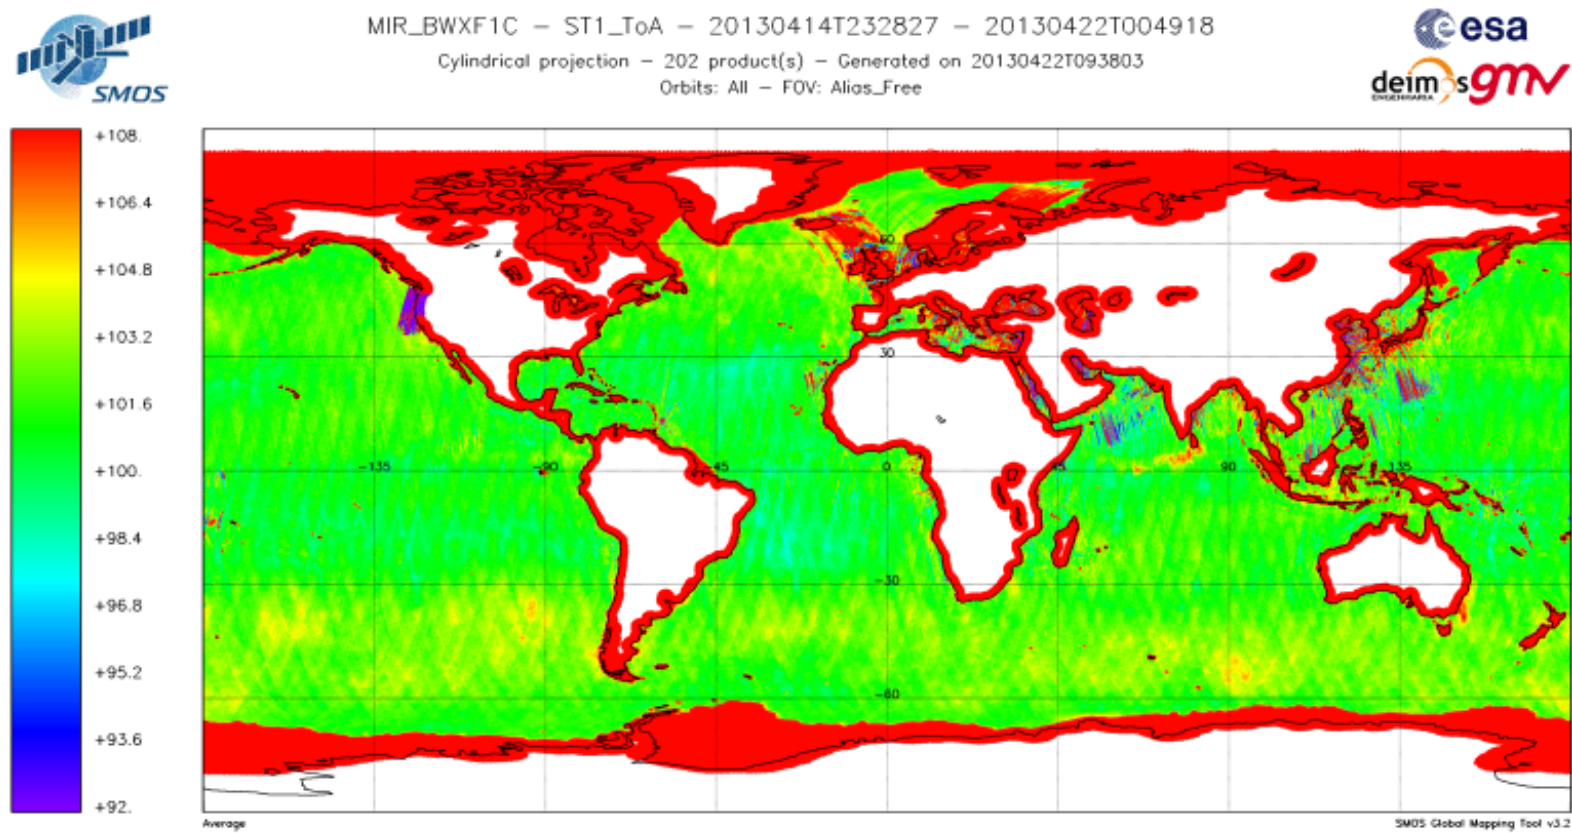 MIR_BWXF1C – ST1_ToA – 20130414T232827 – 20130422T004918
Cylindrical projection – 202 product(s) – Generated on 20130422T093803
Orbits: All – FOV: Alias_Free
SMOS
esa
deimos
ENGENHARIA
gmv
+108.
+106.4
+104.8
+103.2
+101.6
+100.
+98.4
+96.8
+95.2
+93.6
+92.
60
30
-135
-90
-45
0
45
90
135
-30
-60
Average
SMOS Global Mapping Tool v3.2